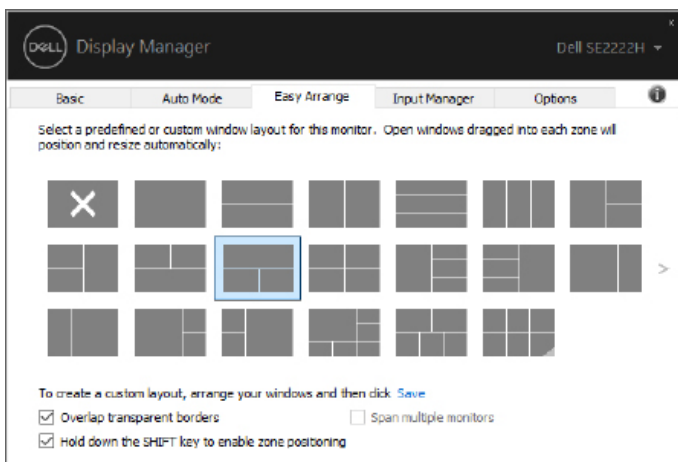 DELL Display Manager
Dell SE2222H
Basic Auto Mode Easy Arrange Input Manager Options
Select a predefined or custom window layout for this monitor. Open windows dragged into each zone will
position and resize automatically:
To create a custom layout, arrange your windows and then click Save
Overlap transparent borders
Span multiple monitors
Hold down the SHIFT key to enable zone positioning